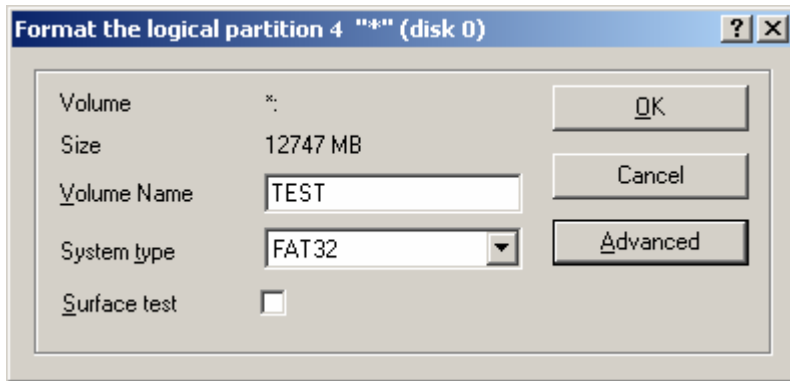 Format the logical partition 4 "*" (disk 0)
? ×
Volume *:
OK
Size 12747 MB
Cancel
Volume Name TEST
System type FAT32
Advanced
Surface test